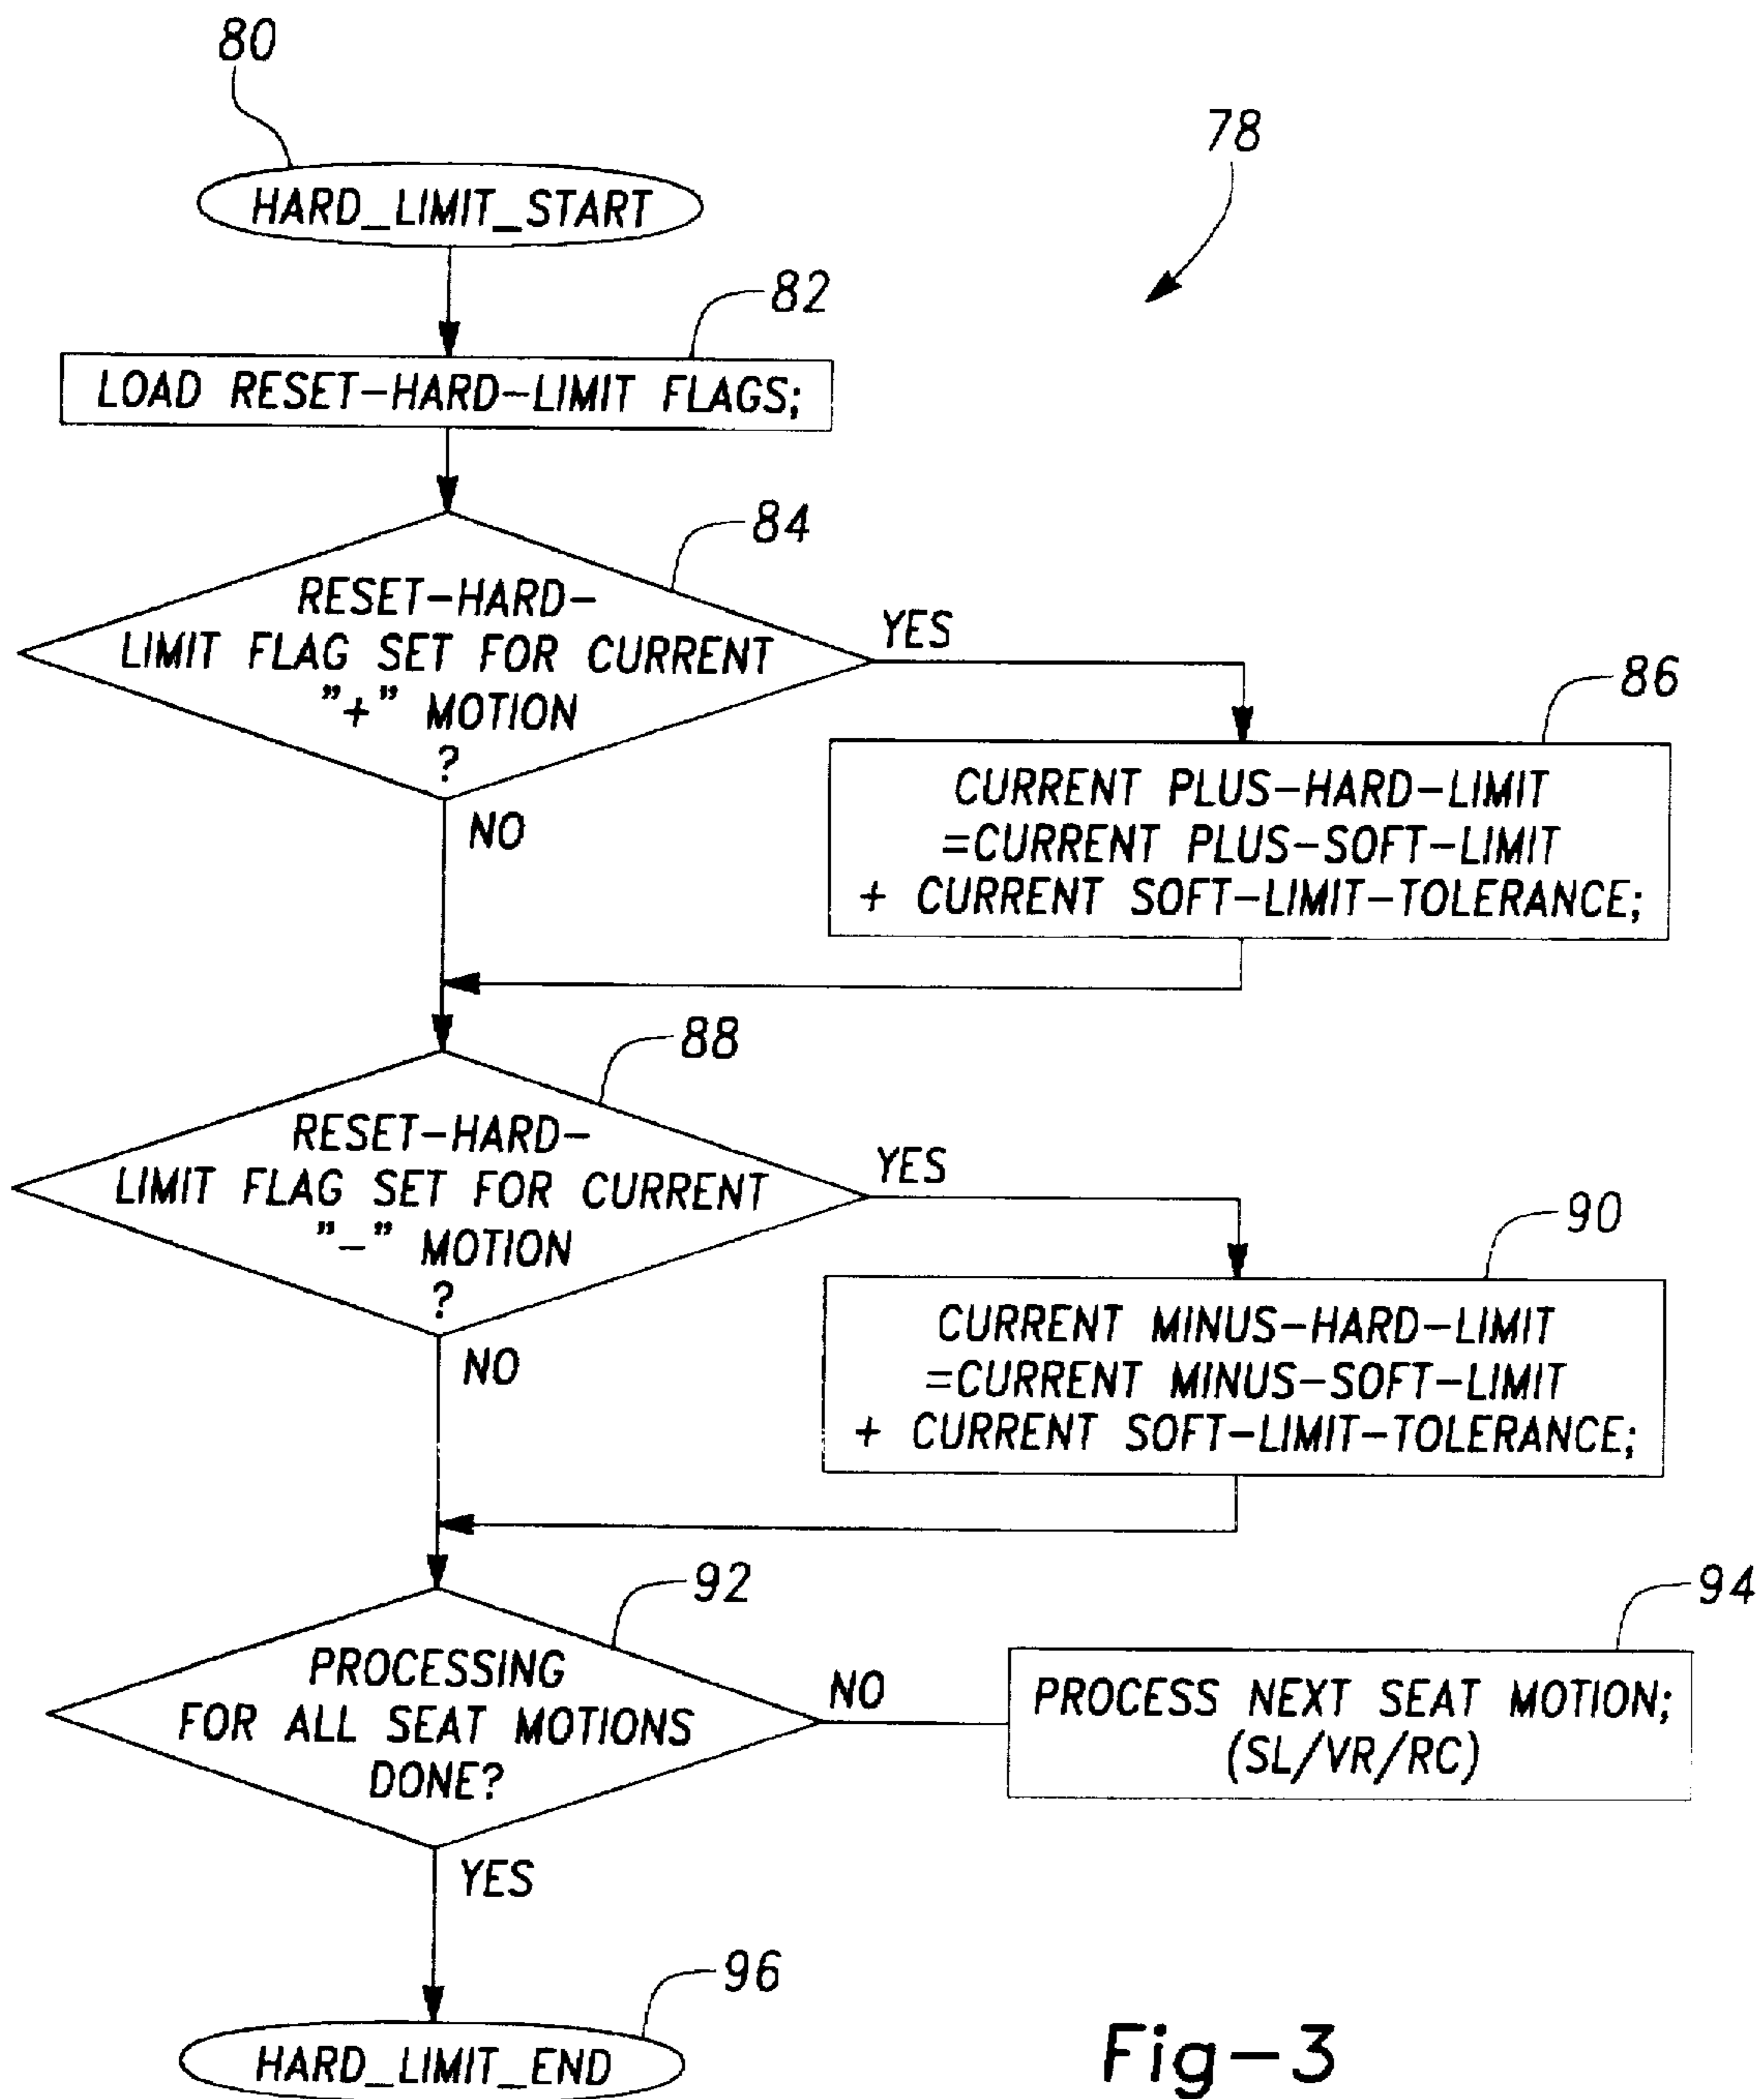 80
78
HARD_LIMIT_START
82
LOAD RESET-HARD-LIMIT FLAGS;
84
RESET-HARD-
LIMIT FLAG SET FOR CURRENT
"+" MOTION
?
YES
NO
86
CURRENT PLUS-HARD-LIMIT
=CURRENT PLUS-SOFT-LIMIT
+ CURRENT SOFT-LIMIT-TOLERANCE;
88
RESET-HARD-
LIMIT FLAG SET FOR CURRENT
"-" MOTION
?
YES
NO
90
CURRENT MINUS-HARD-LIMIT
=CURRENT MINUS-SOFT-LIMIT
+ CURRENT SOFT-LIMIT-TOLERANCE;
92
PROCESSING
FOR ALL SEAT MOTIONS
DONE?
NO
94
PROCESS NEXT SEAT MOTION;
(SL/VR/RC)
YES
96
HARD_LIMIT_END
Fig-3